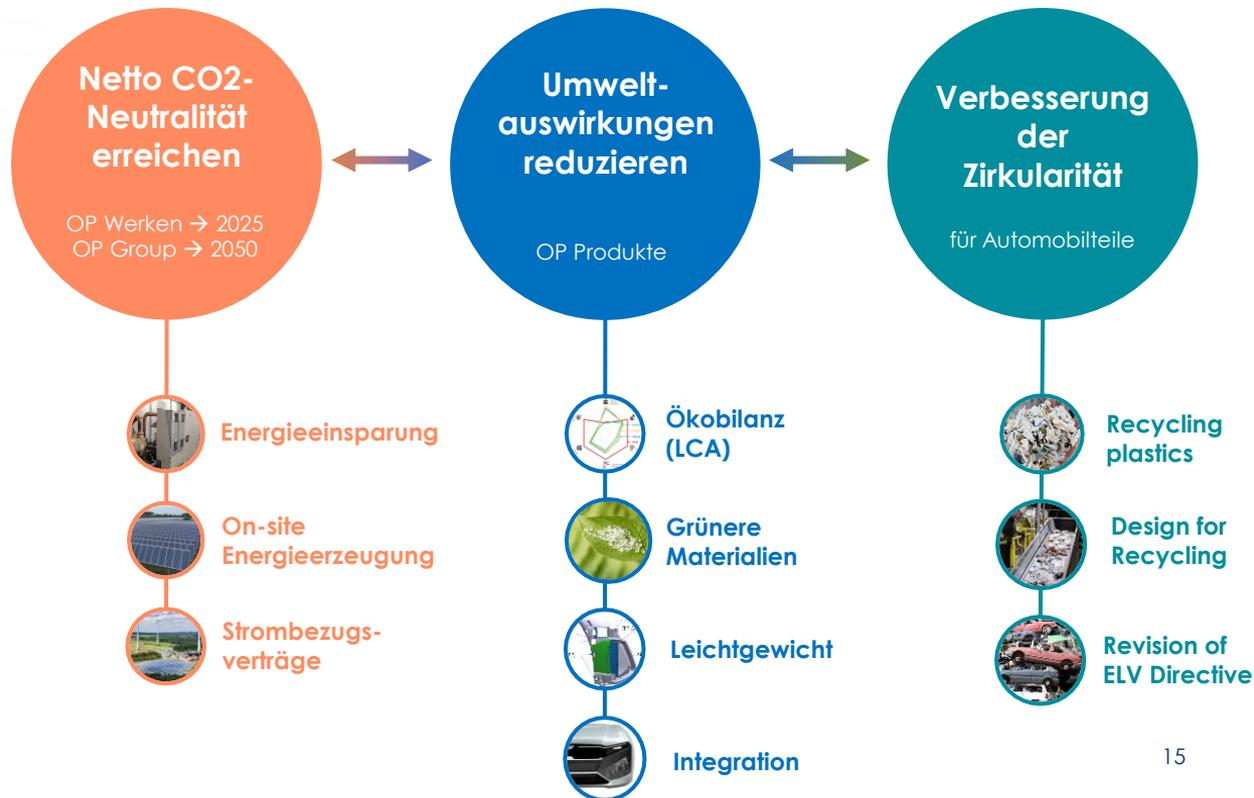 Netto CO2-
Neutralität
erreichen
OP Werken → 2025
OP Group → 2050
Umwelt-
auswirkungen
reduzieren
OP Produkte
Verbesserung
der
Zirkularität
für Automobilteile
Energieeinsparung
On-site
Energieerzeugung
Strombezugs-
verträge
Ökobilanz
(LCA)
Grünere
Materialien
Leichtgewicht
Integration
Recycling
plastics
Design for
Recycling
Revision of
ELV Directive
15